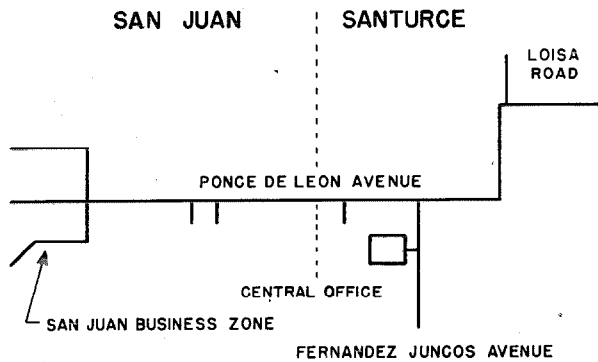 SAN JUAN
SANTURCE
LOISA
ROAD
PONCE DE LEON AVENUE
CENTRAL OFFICE
SAN JUAN BUSINESS ZONE
FERNANDEZ JUNCOS AVENUE